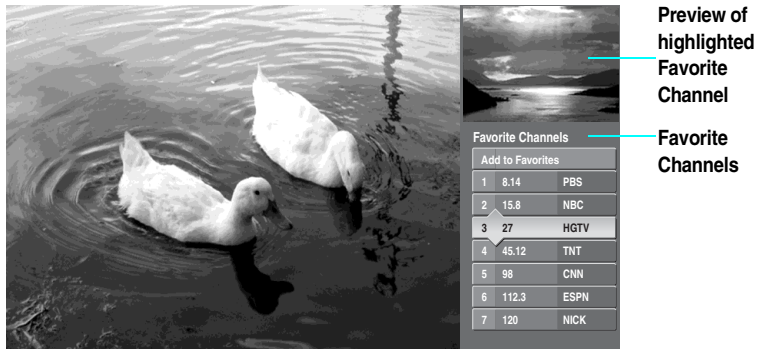 Preview of
highlighted
Favorite
Channel
Favorite Channels
Favorite
Channels
Add to Favorites
1 8.14 PBS
2 15.8 NBC
3 27 HGTV
4 45.12 TNT
5 98 CNN
6 112.3 ESPN
7 120 NICK